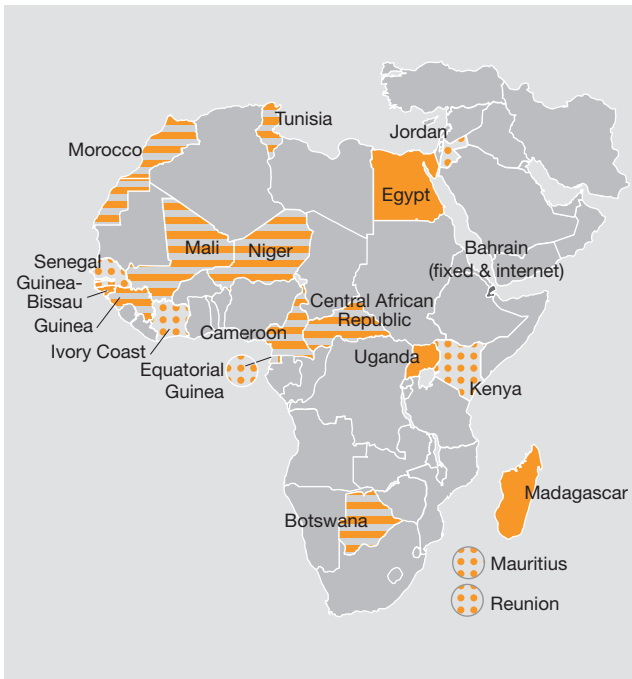 Tunisia
Jordan
Morocco
Egypt
Mali
Niger
Bahrain
(fixed & internet)
Senegal
Guinea-
Bissau
Guinea
Ivory Coast
Cameroon
Central African
Republic
Equatorial
Guinea
Uganda
Kenya
Madagascar
Botswana
Mauritius
Reunion